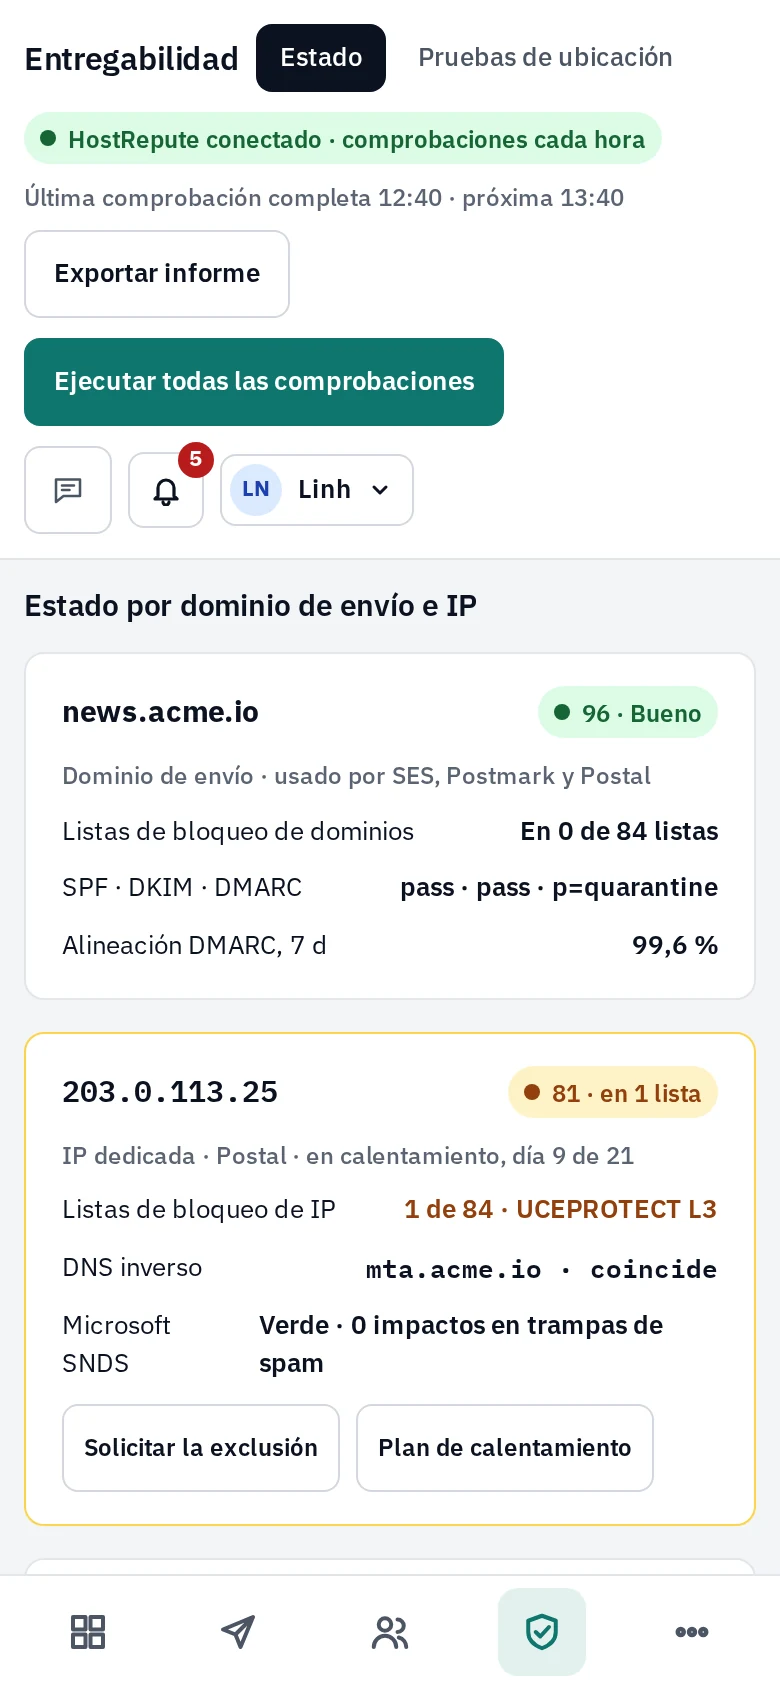 Entregabilidad
Estado
Pruebas de ubicación
HostRepute conectado · comprobaciones cada hora
Última comprobación completa 12:40 · próxima 13:40
Exportar informe
Ejecutar todas las comprobaciones
5
LN Linh
Estado por dominio de envío e IP
news.acme.io
96 · Bueno
Dominio de envío · usado por SES, Postmark y Postal
Listas de bloqueo de dominios
En 0 de 84 listas
SPF · DKIM · DMARC
pass · pass · p=quarantine
Alineación DMARC, 7 d
99,6 %
203.0.113.25
81 · en 1 lista
IP dedicada · Postal · en calentamiento, día 9 de 21
Listas de bloqueo de IP
1 de 84 · UCEPROTECT L3
DNS inverso
mta.acme.io · coincide
Microsoft
SNDS
Verde · 0 impactos en trampas de
spam
Solicitar la exclusión
Plan de calentamiento